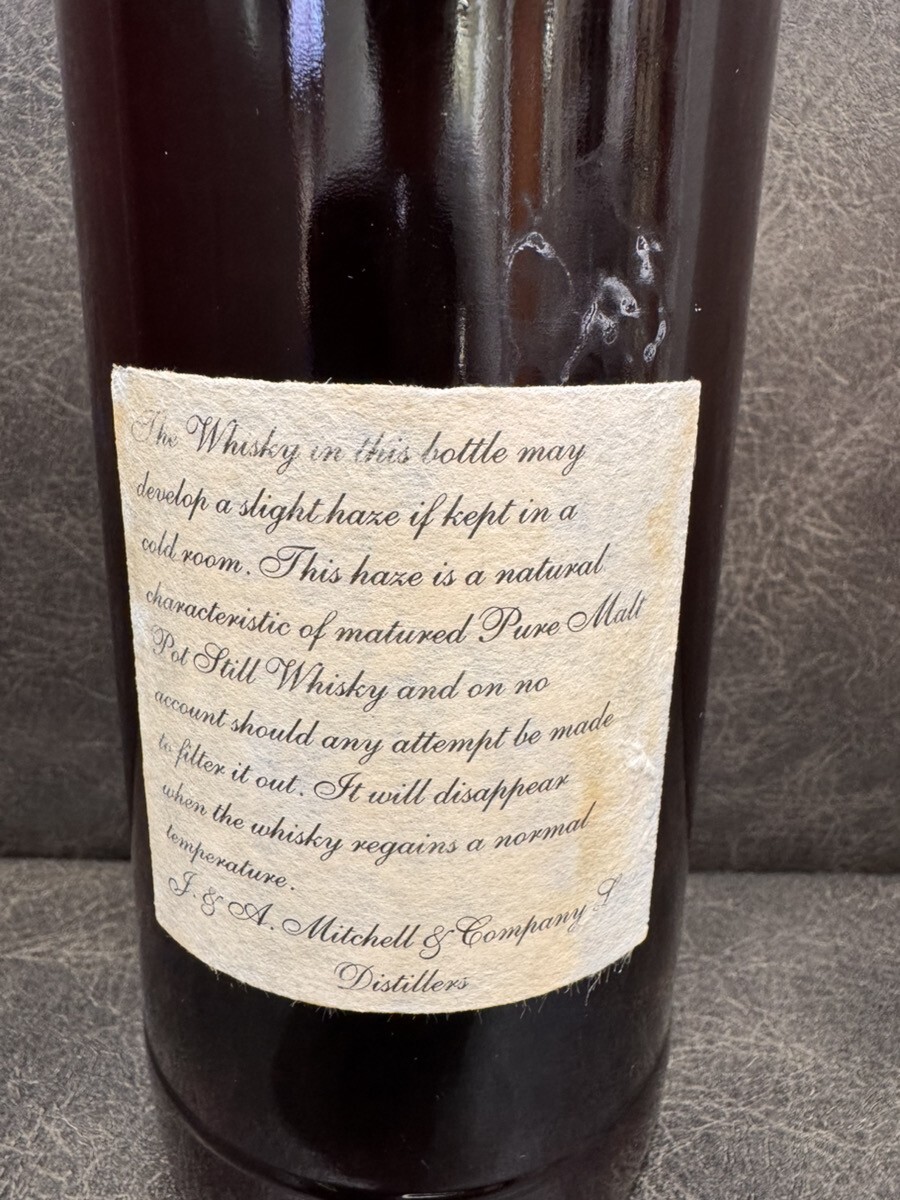 The Whisky in this bottle may
develop a slight haze if kept in a
cold room. This haze is a natural
characteristic of matured Pure Malt
Pot Still Whisky and on no
account should any attempt be made
to filter it out. It will disappear
when the whisky regains a normal
temperature.
J. & A. Mitchell & Company
Distillers